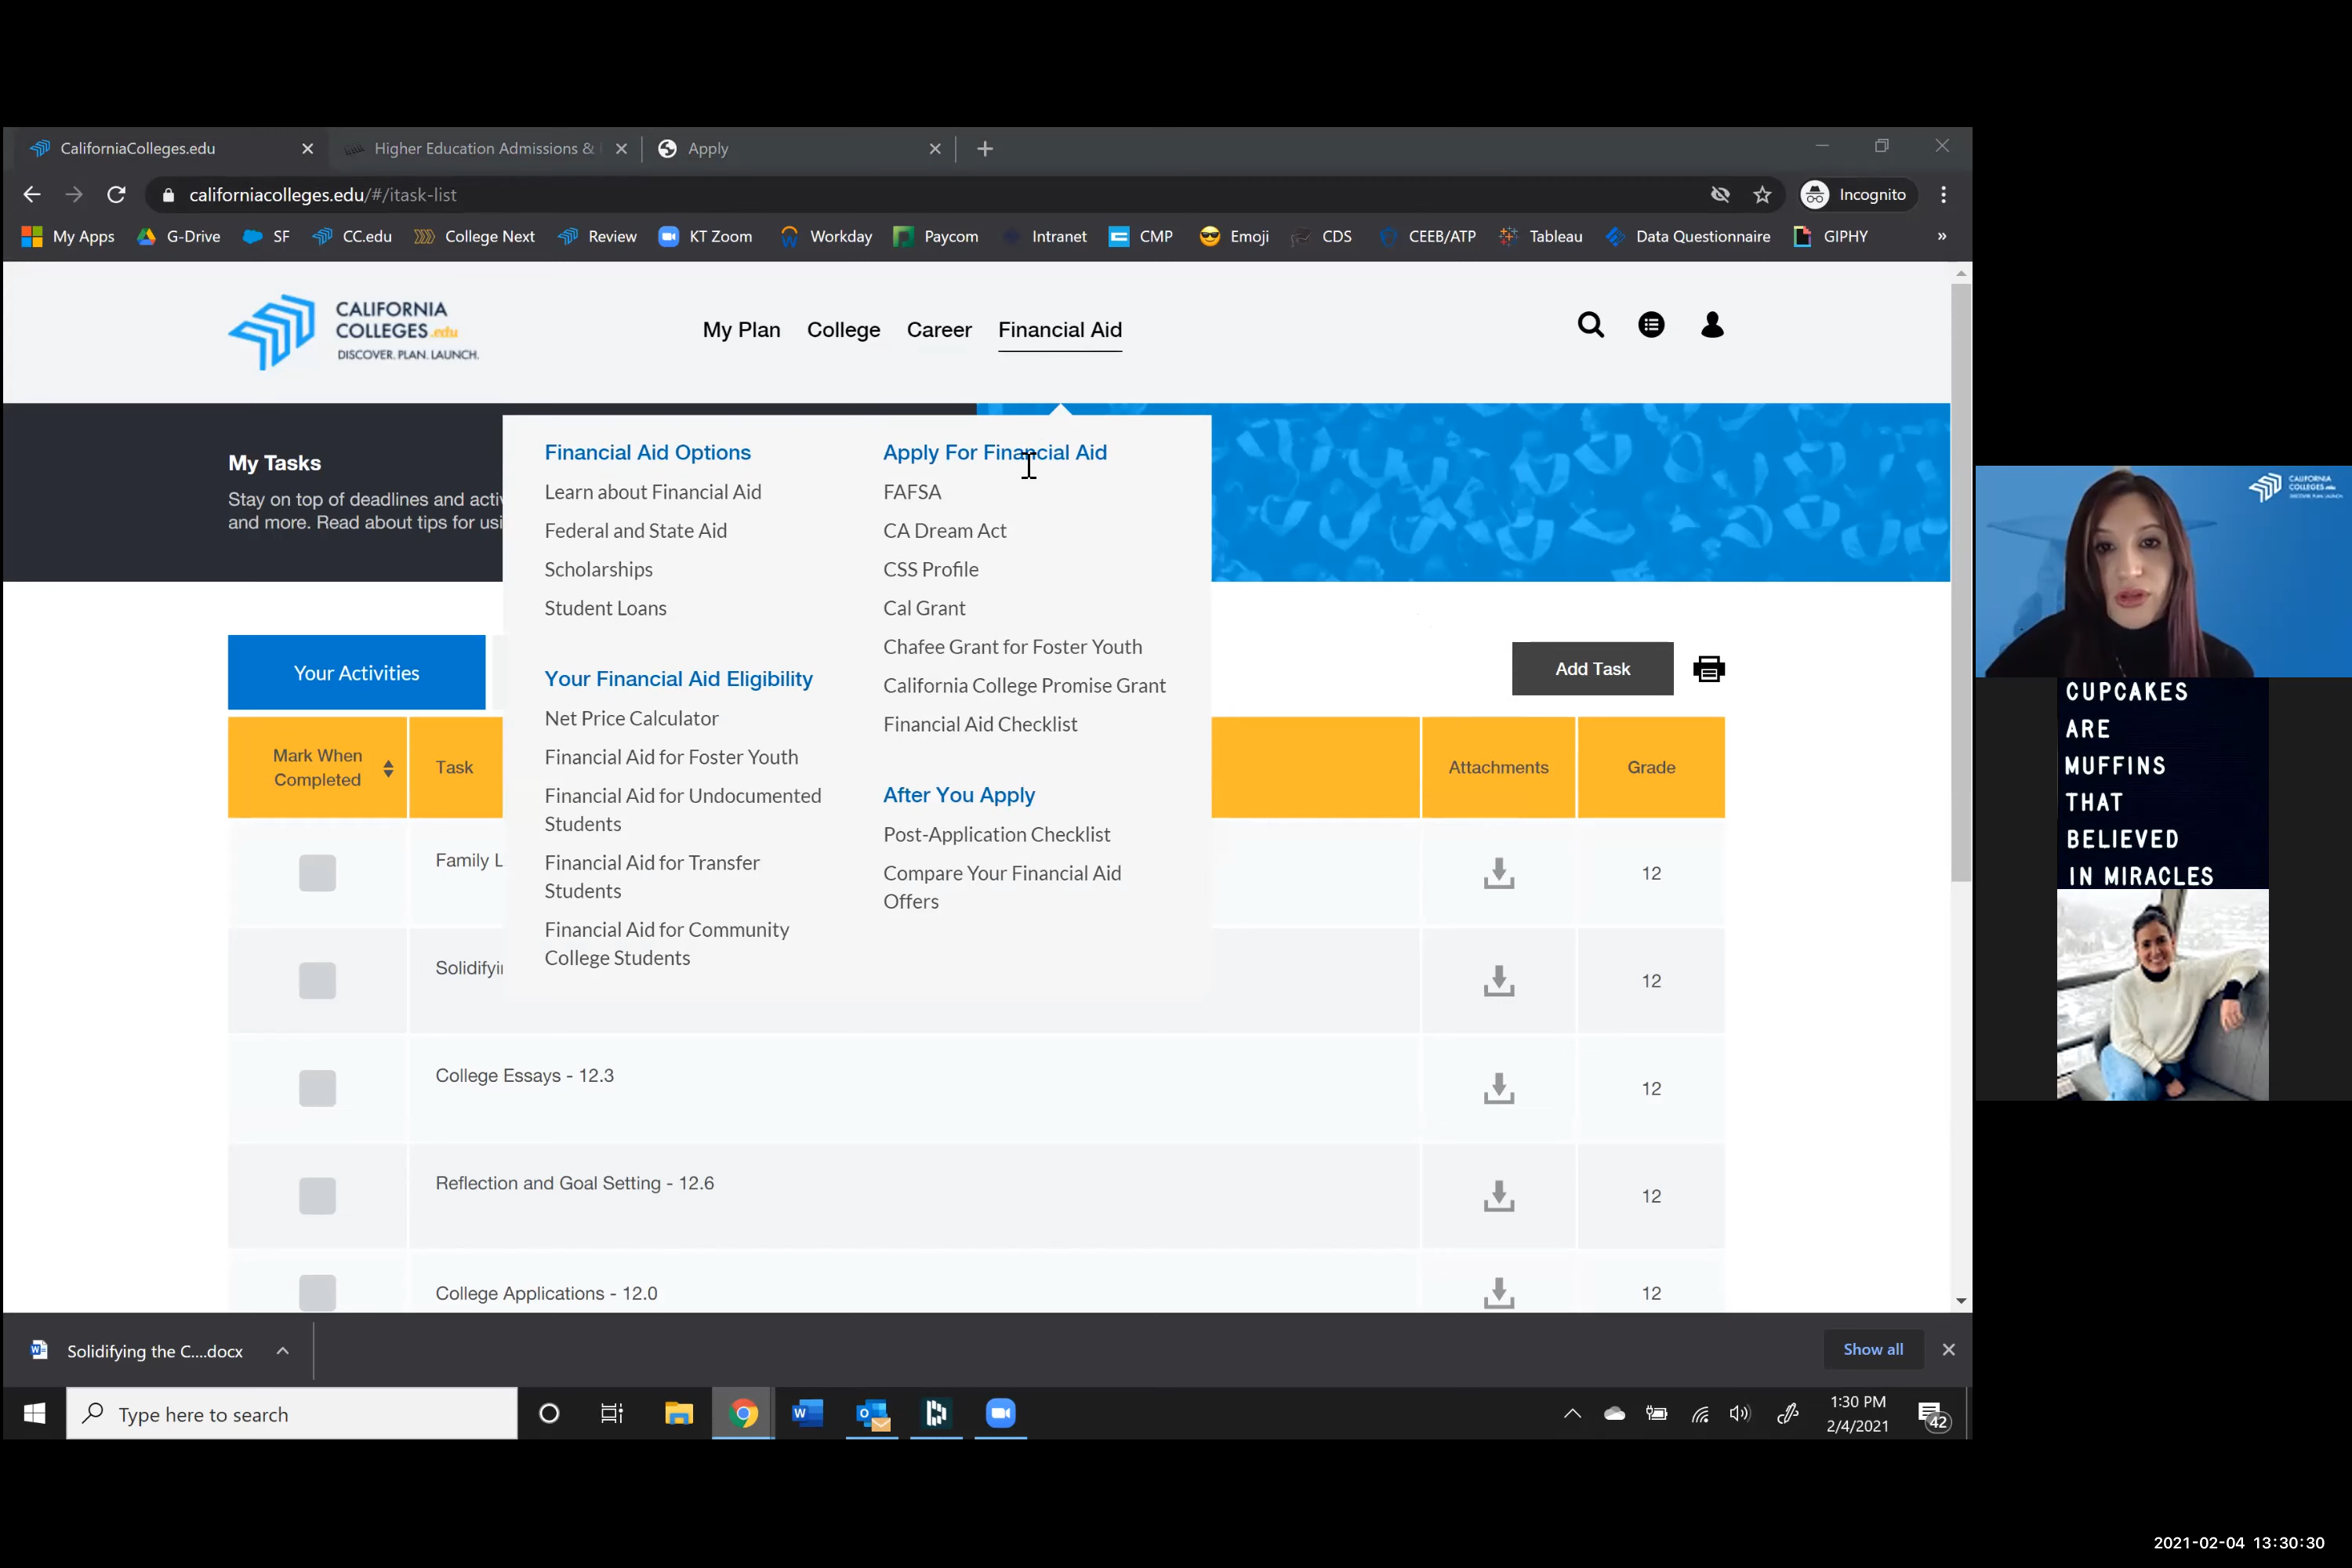 CaliforniaColleges.edu
Higher Education Admissions &
Apply
californiacolleges.edu/#/itask-list
Incognito
My Apps
G-Drive
SF
CC.edu
College Next
Review
KT Zoom
Workday
Paycom
Intranet
CMP
Emoji
CDS
CEEB/ATP
Tableau
Data Questionnaire
GIPHY
»
CALIFORNIA
COLLEGES.edu
DISCOVER. PLAN. LAUNCH.
My Plan
College
Career
Financial Aid
My Tasks
Stay on top of deadlines and acti
and more. Read about tips for usi
Financial Aid Options
Learn about Financial Aid
Federal and State Aid
Scholarships
Student Loans
Your Financial Aid Eligibility
Net Price Calculator
Financial Aid for Foster Youth
Financial Aid for Undocumented
Students
Financial Aid for Transfer
Students
Financial Aid for Community
College Students
Apply For Financial Aid
FAFSA
CA Dream Act
CSS Profile
Cal Grant
Chafee Grant for Foster Youth
California College Promise Grant
Financial Aid Checklist
After You Apply
Post-Application Checklist
Compare Your Financial Aid
Offers
Your Activities
Add Task
Mark When
Completed
Task
Attachments
Grade
Family L
12
Solidifyi
12
College Essays - 12.3
12
Reflection and Goal Setting - 12.6
12
College Applications - 12.0
12
Solidifying the C....docx
Show all
Type here to search
1:30 PM
2/4/2021
42
CALIFORNIA
COLLEGES.edu
DISCOVER. PLAN. LAUNCH.
CUPCAKES
ARE
MUFFINS
THAT
BELIEVED
IN MIRACLES
2021-02-04 13:30:30